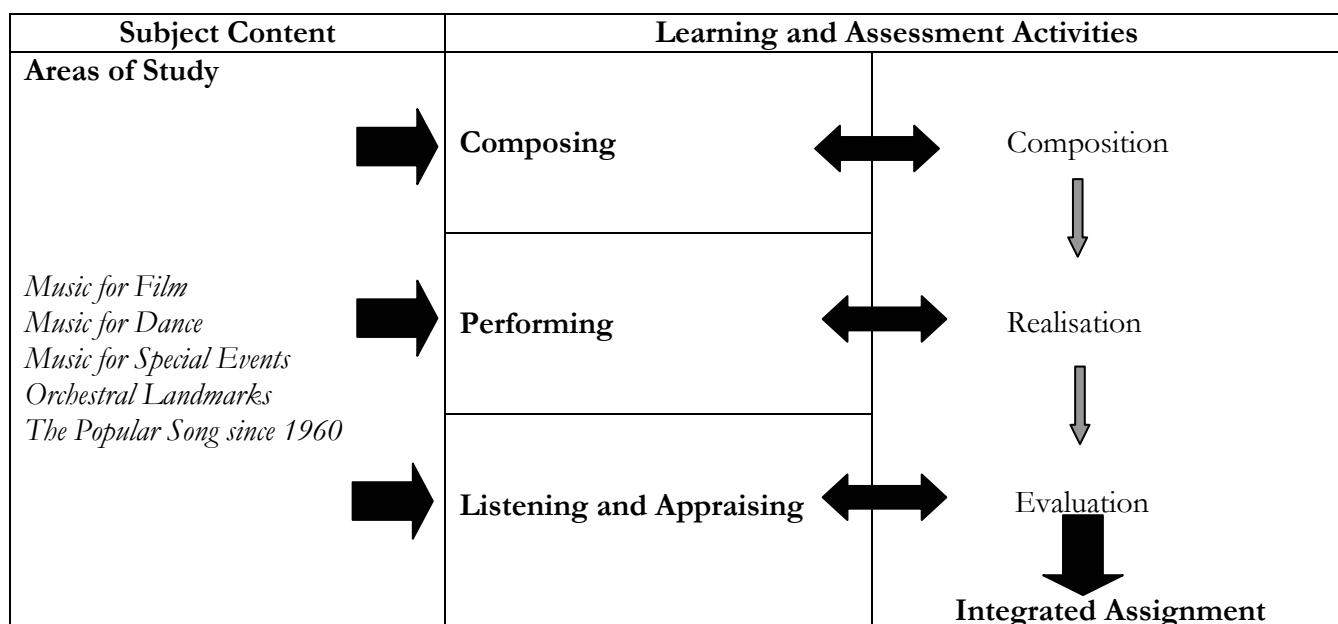 Subject Content
Learning and Assessment Activities
Areas of Study
Composing
Composition
Music for Film
Music for Dance
Music for Special Events
Orchestral Landmarks
The Popular Song since 1960
Performing
Realisation
Listening and Appraising
Evaluation
Integrated Assignment